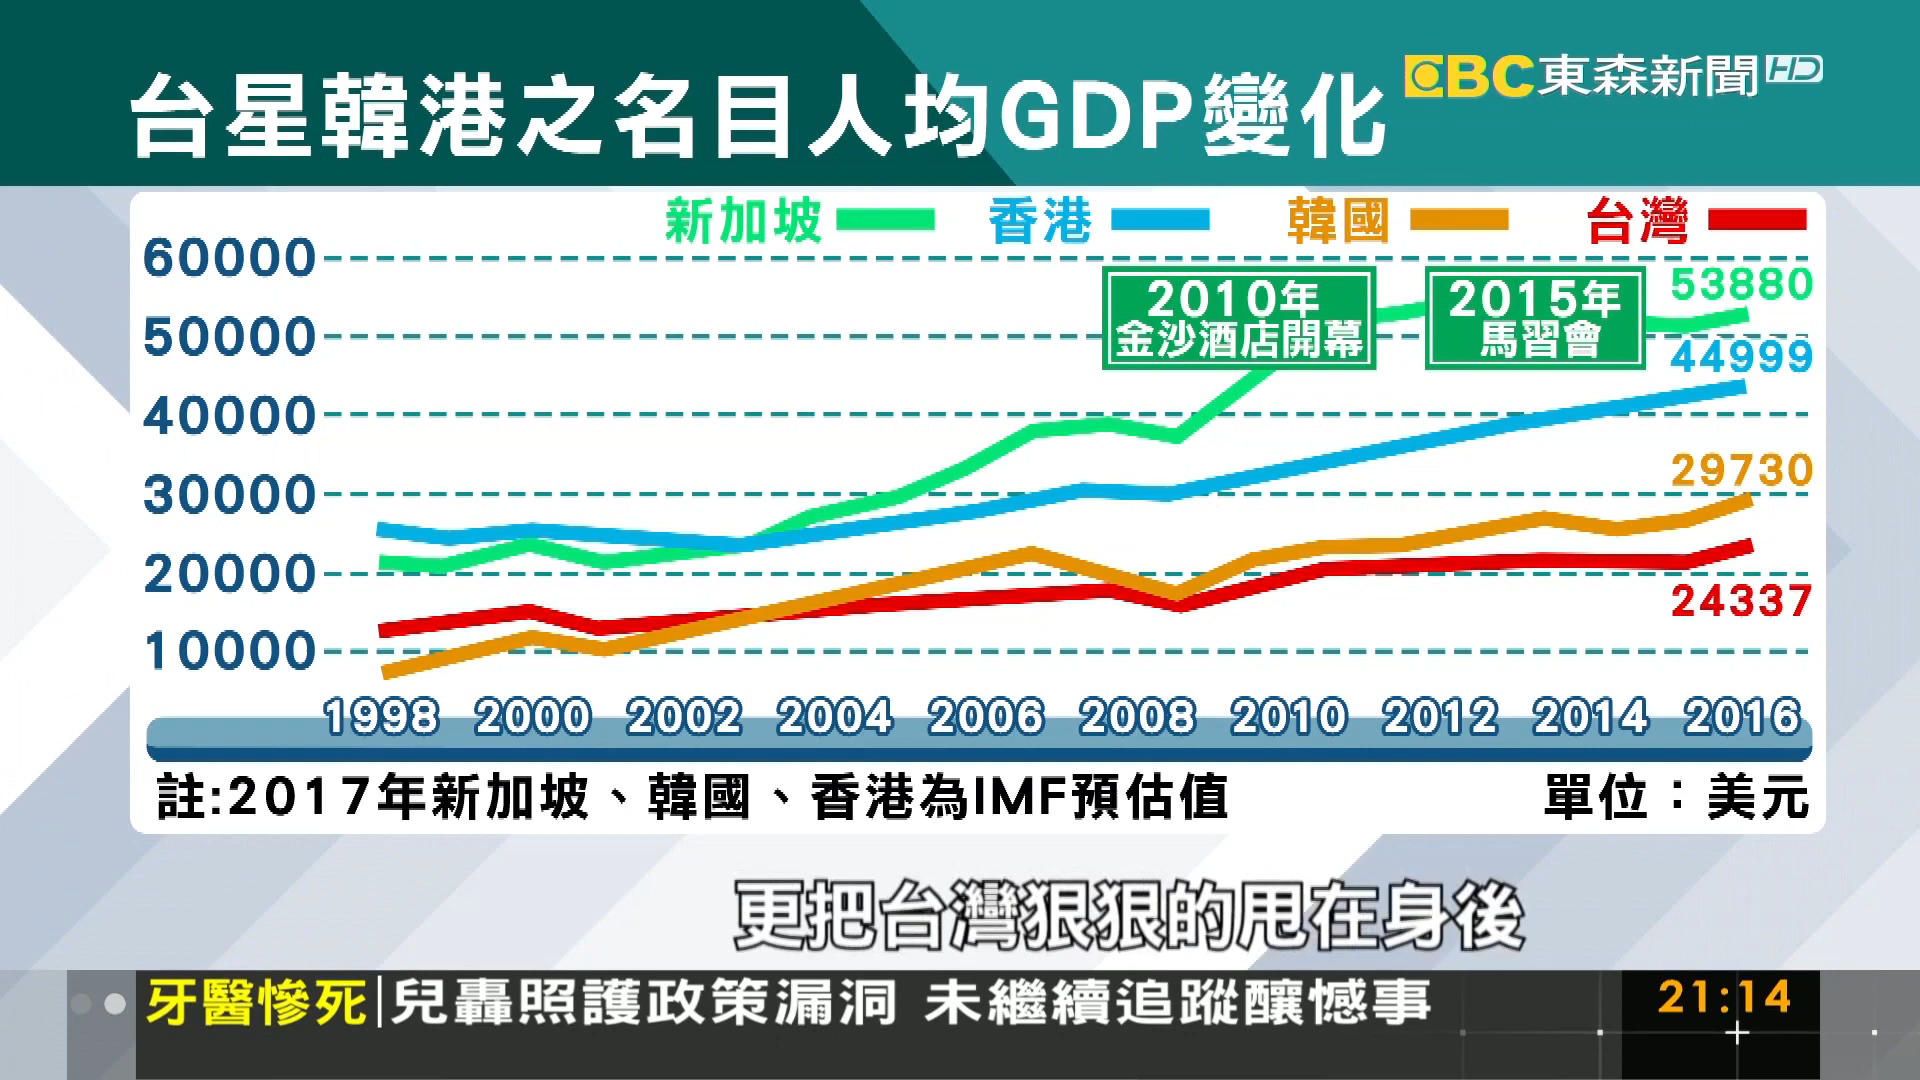 台星韓港之名目人均GDP變化
EBC東森新聞HD
新加坡 香港 韓國 台灣
60000
50000
40000
30000
20000
10000
2010年
金沙酒店開幕
2015年
馬習會
53880
44999
29730
24337
1998 2000 2002 2004 2006 2008 2010 2012 2014 2016
註:2017年新加坡、韓國、香港為IMF預估值 單位：美元
更把台灣狠狠的甩在身後
牙醫慘死 兒轟照護政策漏洞 未繼續追蹤釀憾事
21:14